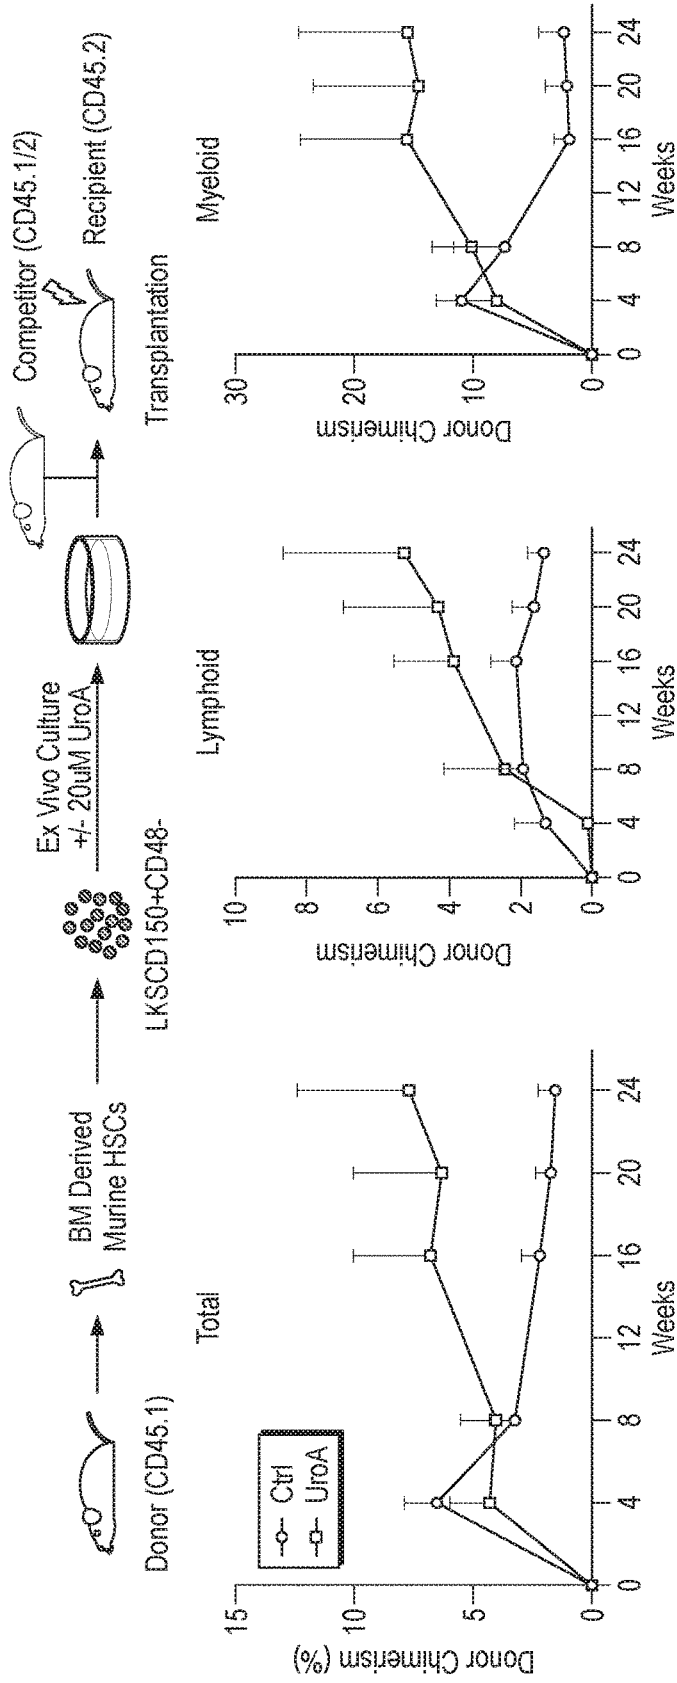 Donor (CD45.1)
BM Derived
Murine HSCs
LKSCD150+CD48-
Ex Vivo Culture
+/- 20uM UroA
Competitor (CD45.1/2)
Recipient (CD45.2)
Transplantation
Total
Ctrl
UroA
Donor Chimerism (%)
15
10
5
0
0 4 8 12 16 20 24
Weeks
Lymphoid
Donor Chimerism
10
8
6
4
2
0
0 4 8 12 16 20 24
Weeks
Myeloid
Donor Chimerism
30
20
10
0
0 4 8 12 16 20 24
Weeks